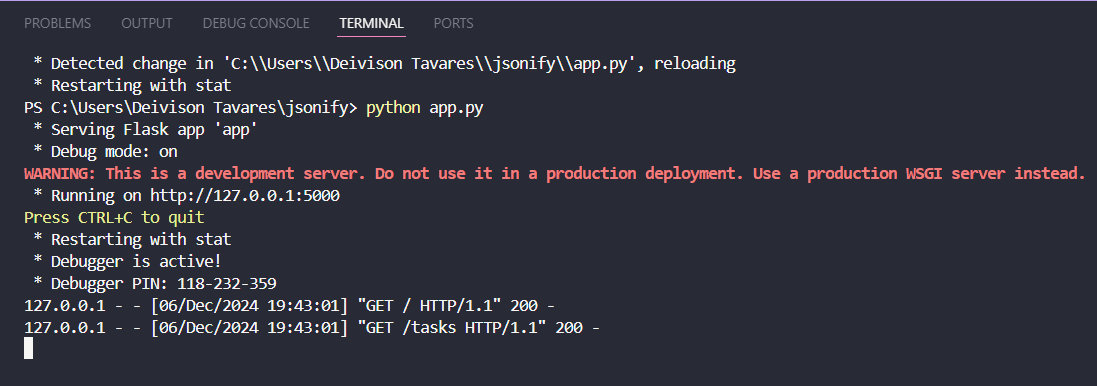 PROBLEMS OUTPUT DEBUG CONSOLE TERMINAL PORTS
* Detected change in 'C:\\Users\\Deivison Tavares\\jsonify\\app.py', reloading
* Restarting with stat
PS C:\Users\Deivison Tavares\jsonify> python app.py
* Serving Flask app 'app'
* Debug mode: on
WARNING: This is a development server. Do not use it in a production deployment. Use a production WSGI server instead.
* Running on http://127.0.0.1:5000
Press CTRL+C to quit
* Restarting with stat
* Debugger is active!
* Debugger PIN: 118-232-359
127.0.0.1 - - [06/Dec/2024 19:43:01] "GET / HTTP/1.1" 200 -
127.0.0.1 - - [06/Dec/2024 19:43:01] "GET /tasks HTTP/1.1" 200 -